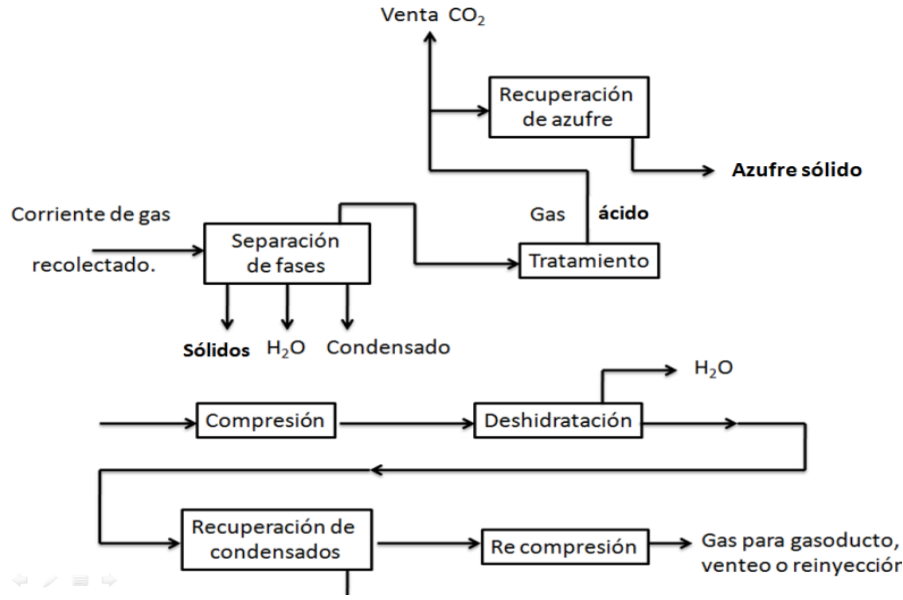 Venta CO₂
Recuperación
de azufre
Azufre sólido
Corriente de gas
recolectado.
Separación
de fases
Gas ácido
Tratamiento
Sólidos H₂O Condensado
H₂O
Compresión
Deshidratación
Recuperación de
condensados
Re compresión
Gas para gasoducto,
venteo o reinyección